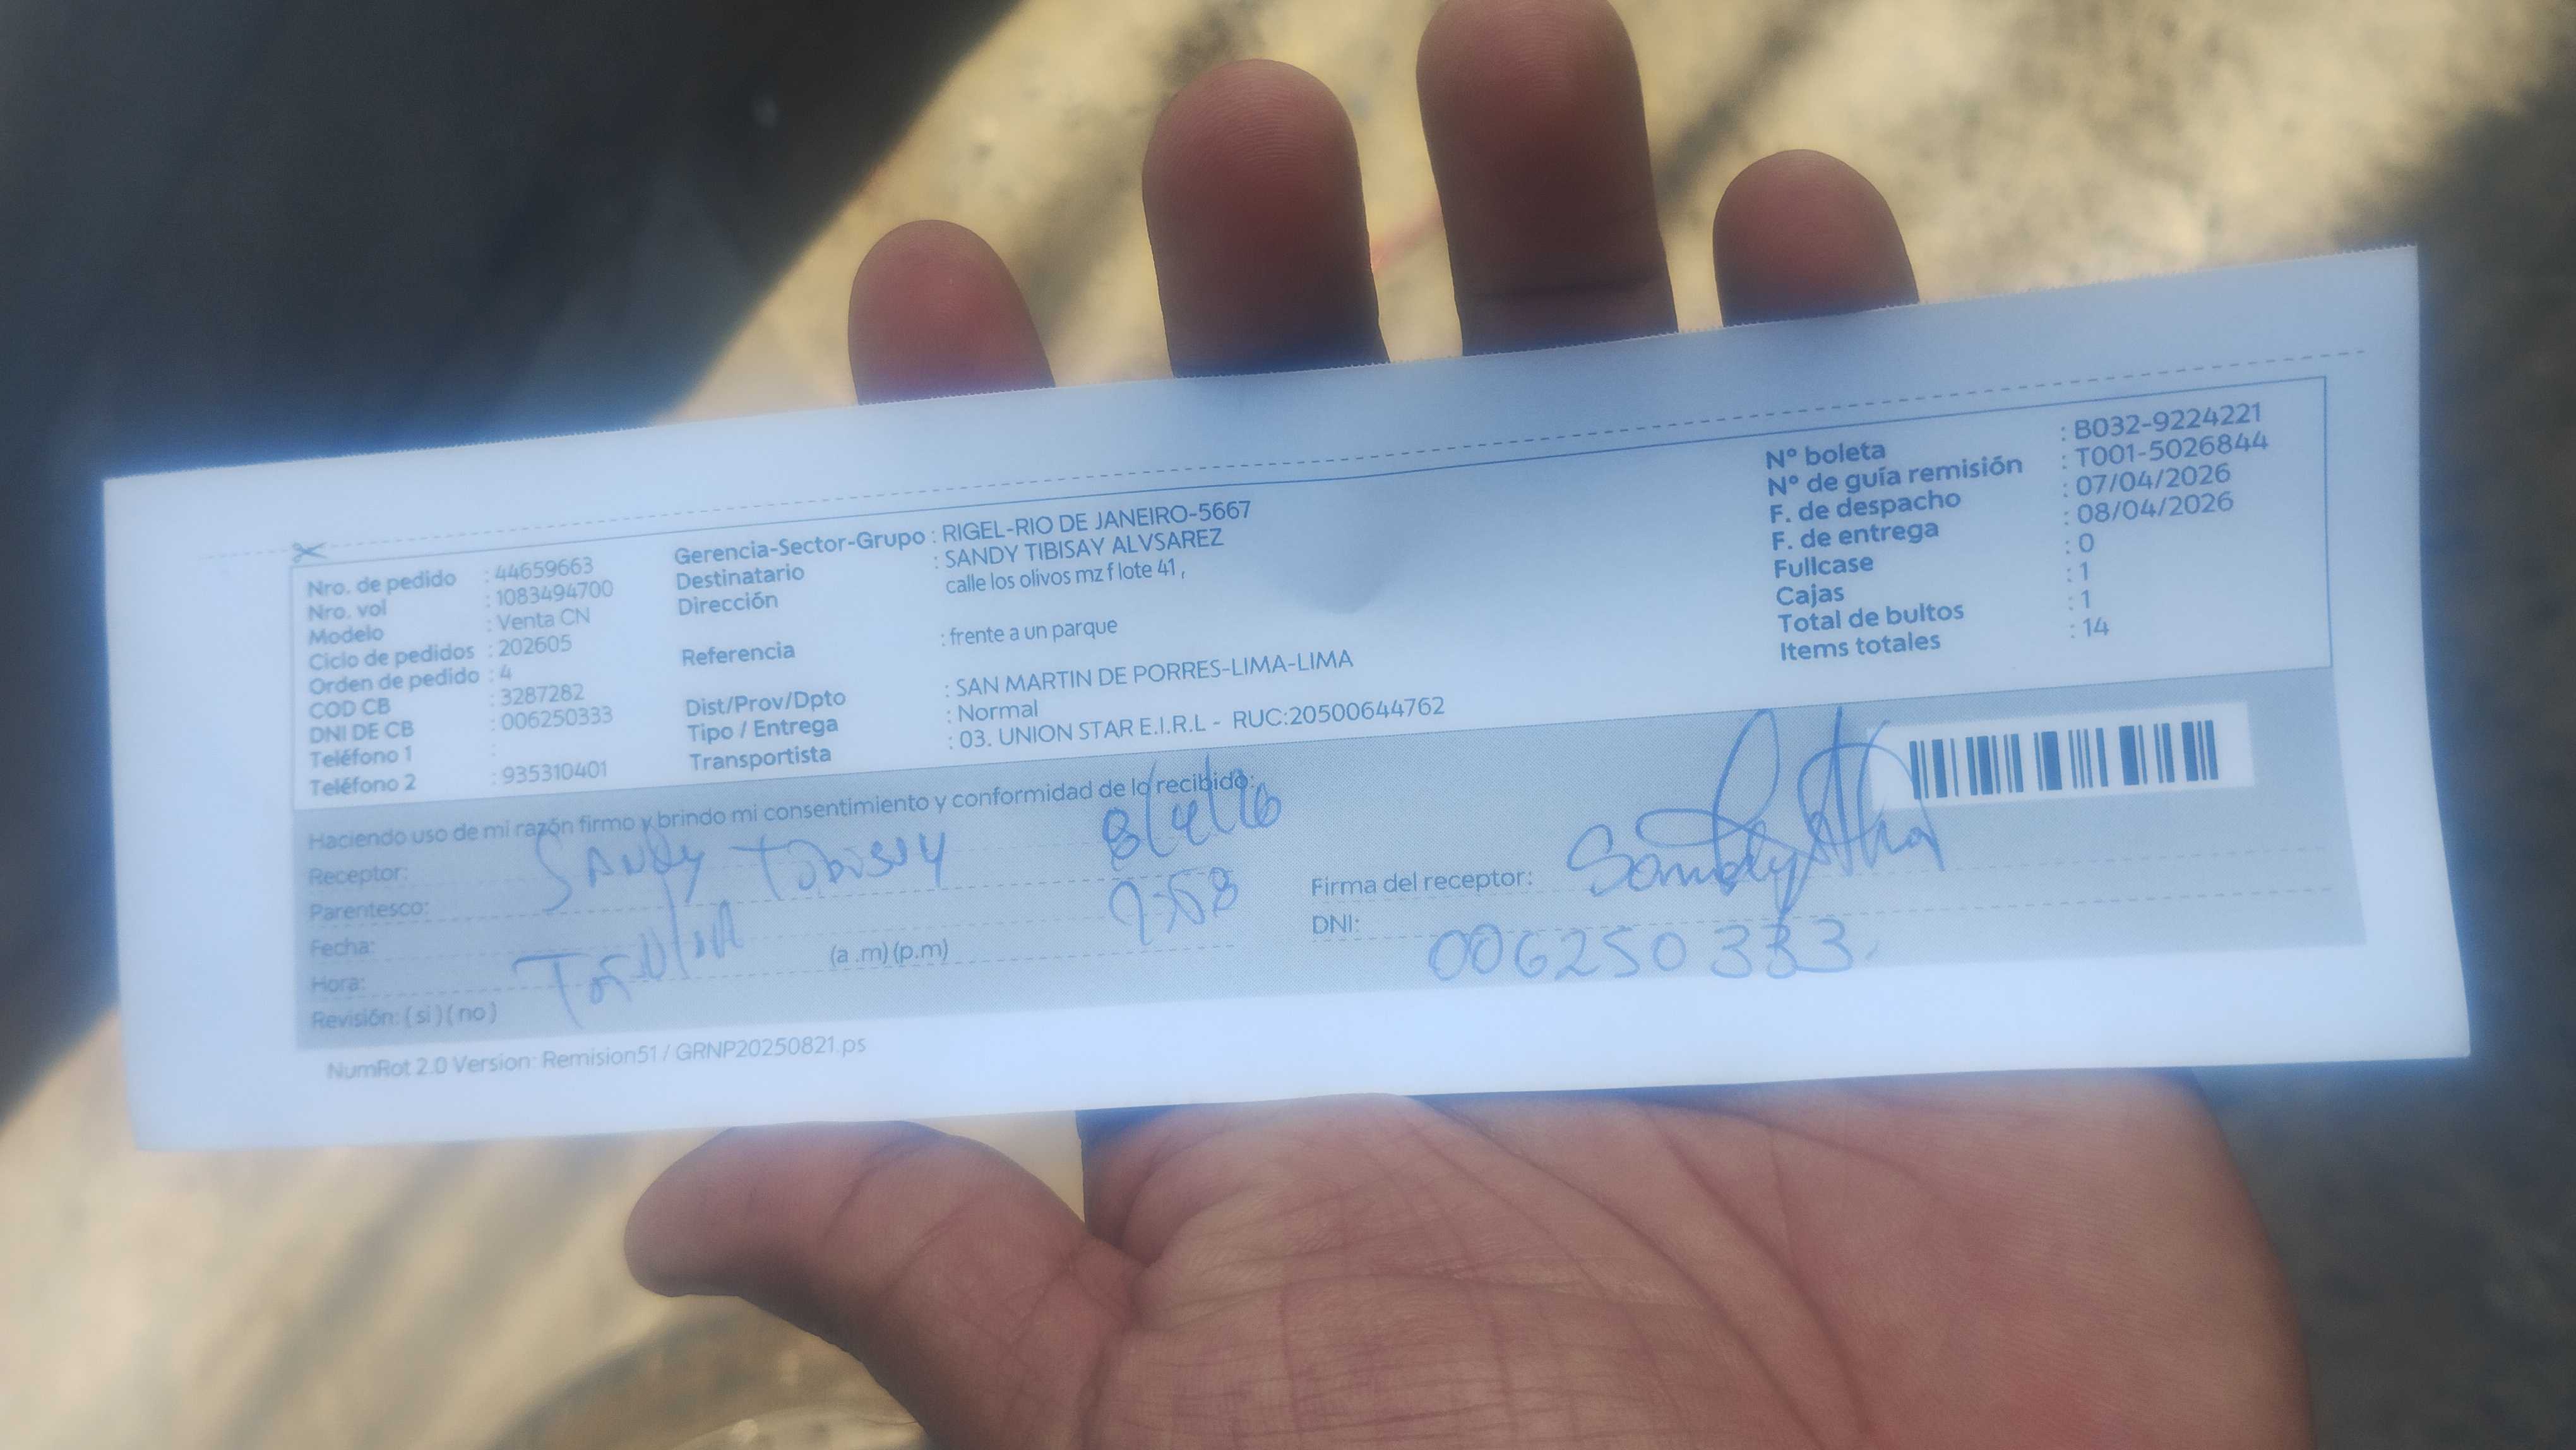 Nro. de pedido : 44659663
Nro. vol : 1083494700
Modelo : Venta CN
Ciclo de pedidos : 202605
Orden de pedido : 4
COD CB : 3287282
DNI DE CB : 006250333
Teléfono 1 :
Teléfono 2 : 935310401
Gerencia-Sector-Grupo : RIGEL-RIO DE JANEIRO-5667
Destinatario : SANDY TIBISAY ALVSAREZ
Dirección calle los olivos mz f lote 41 ,
Referencia : frente a un parque
Dist/Prov/Dpto : SAN MARTIN DE PORRES-LIMA-LIMA
Tipo / Entrega : Normal
Transportista : 03. UNION STAR E.I.R.L - RUC:20500644762
Nº boleta : B032-9224221
Nº de guía remisión : T001-5026844
F. de despacho : 07/04/2026
F. de entrega : 08/04/2026
Fullcase : 0
Cajas : 1
Total de bultos : 1
Items totales : 14
Haciendo uso de mi razón firmo y brindo mi consentimiento y conformidad de lo recibido:
Receptor: SANDY 8/4/26
Parentesco:
Fecha:
Hora: (a .m) (p.m)
Revisión: ( si ) ( no )
Firma del receptor: Sandy
DNI: 006250333
NumRot 2.0 Version: Remision51 / GRNP20250821.ps